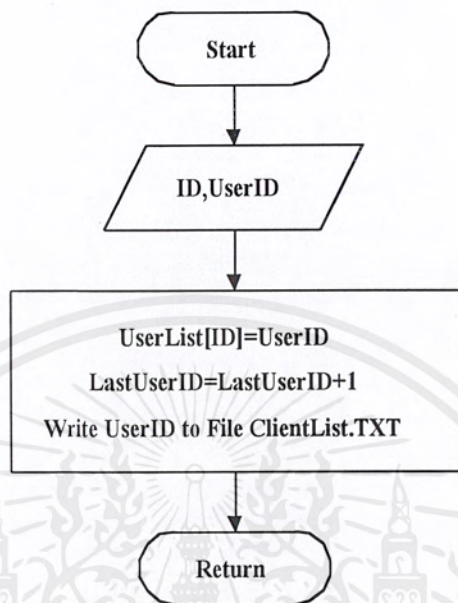 Start
ID,UserID
UserList[ID]=UserID
LastUserID=LastUserID+1
Write UserID to File ClientList.TXT
Return